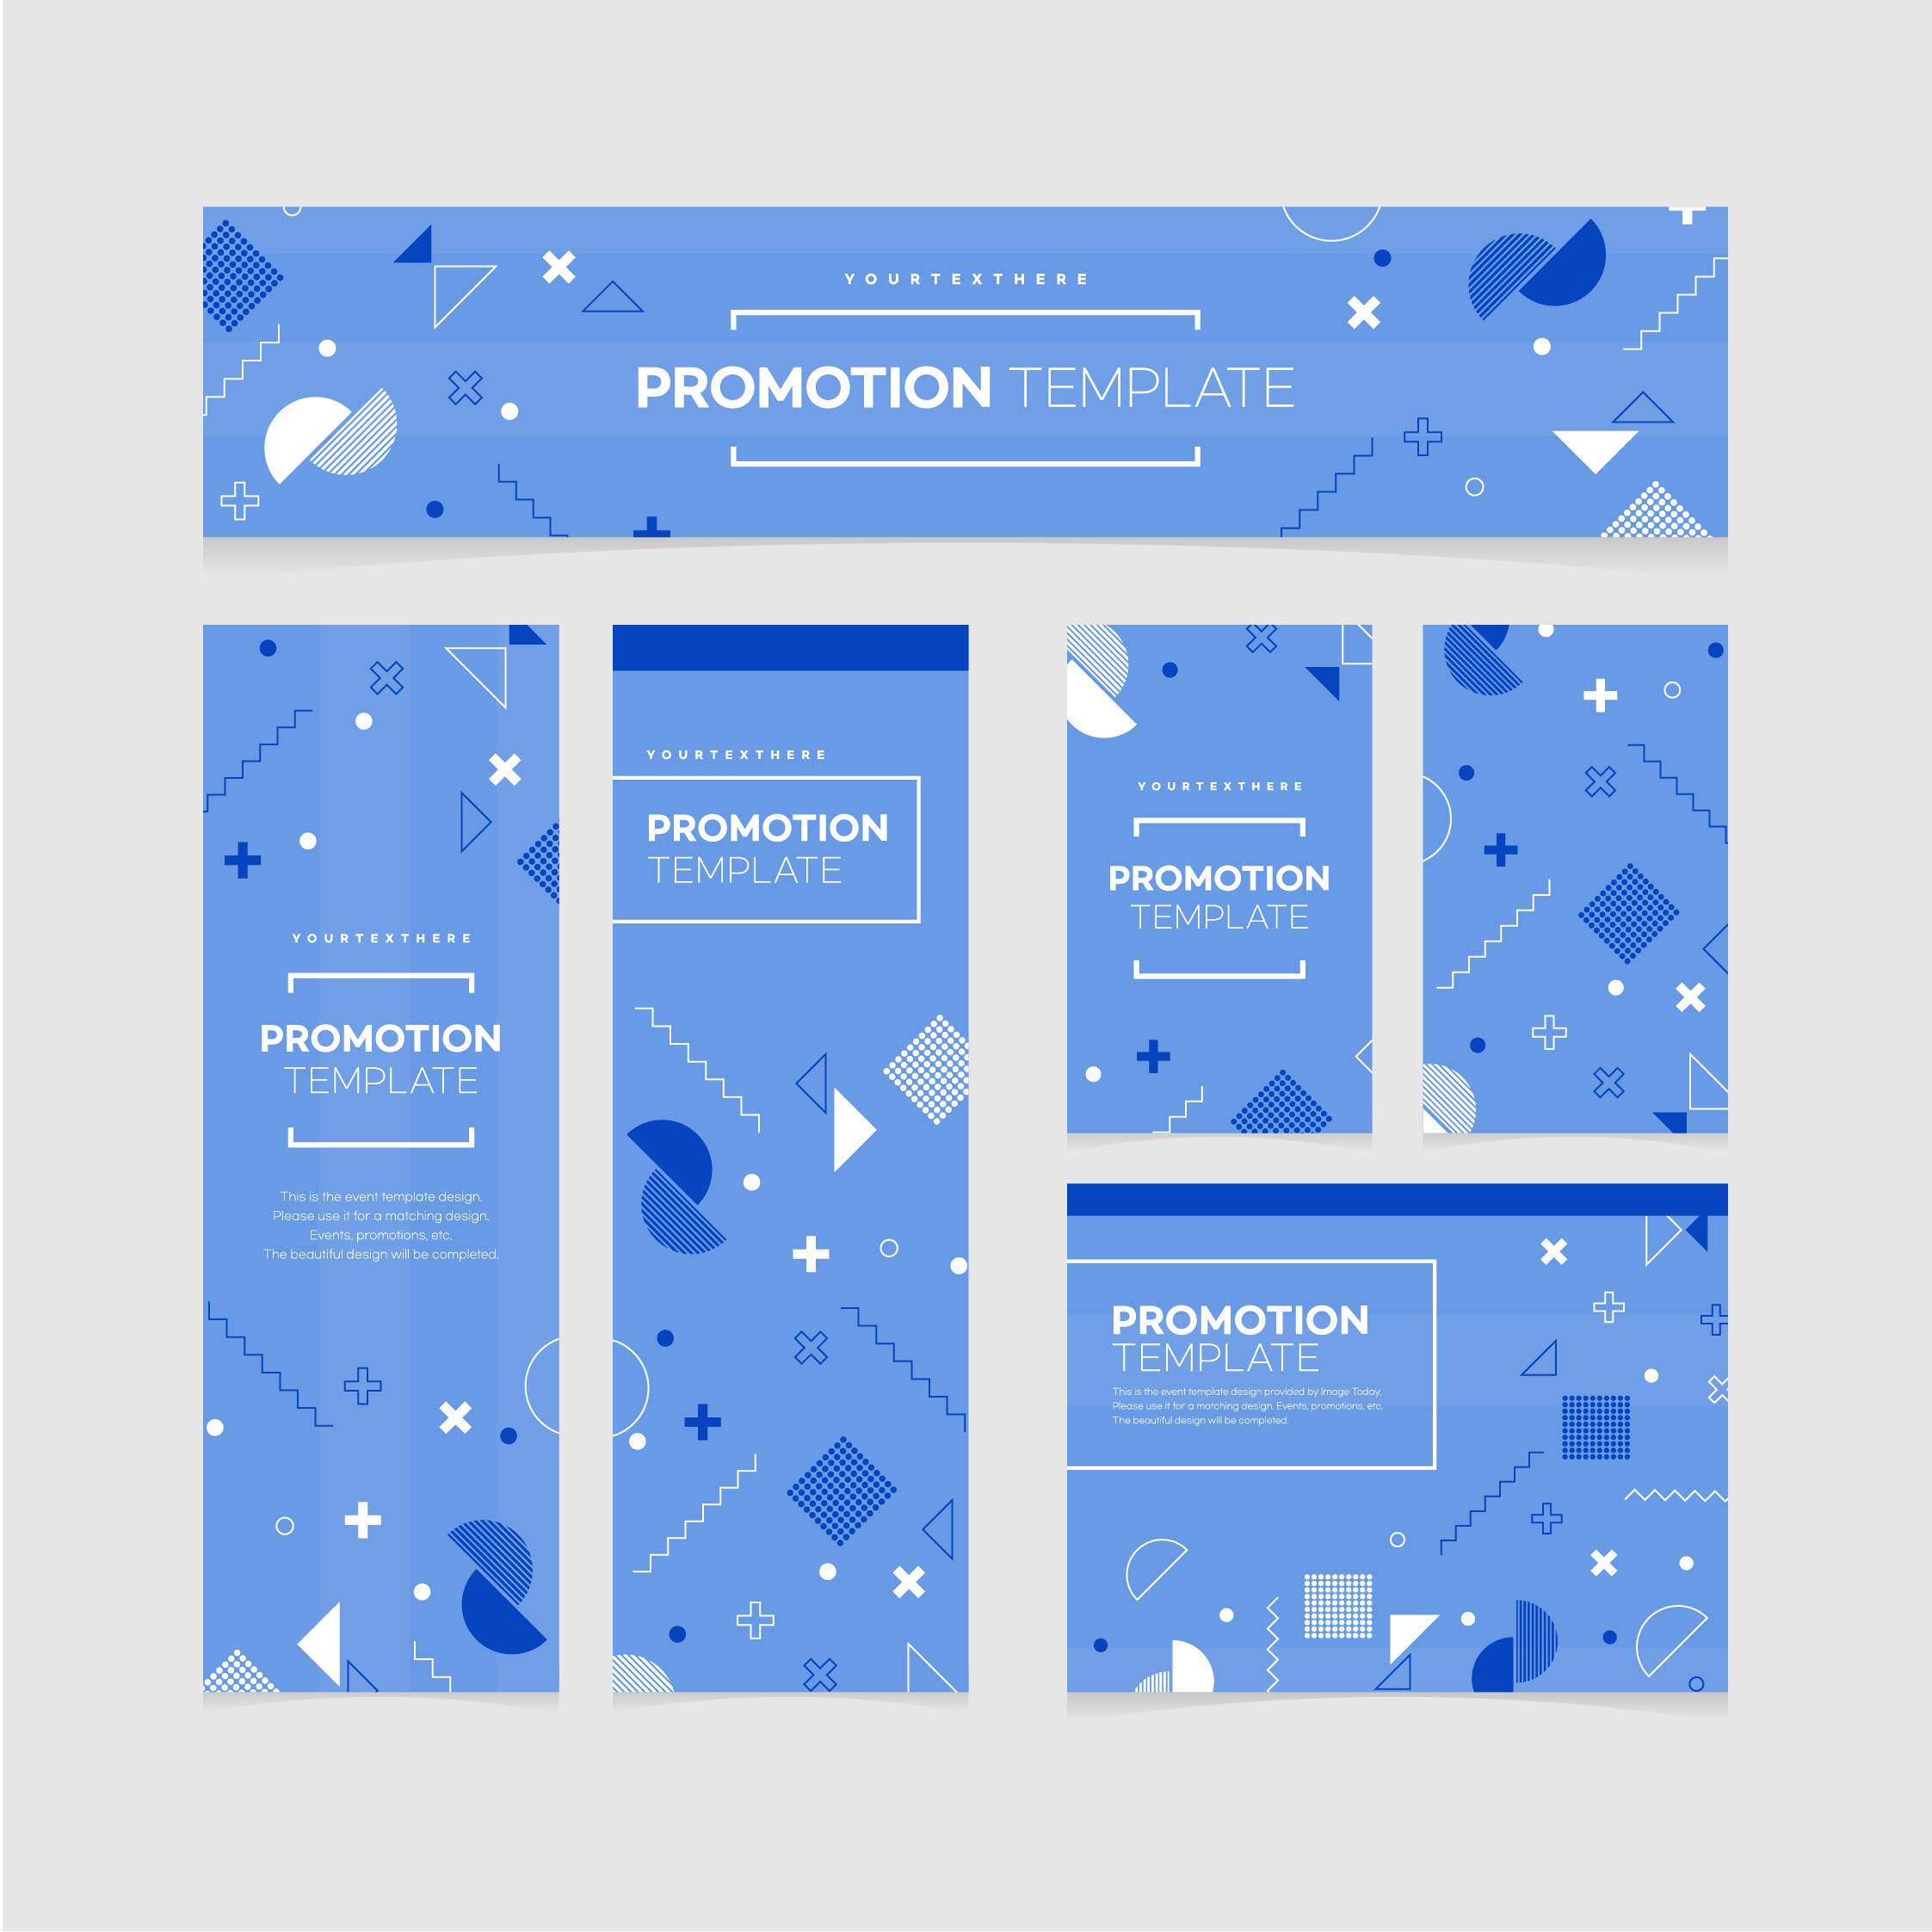 YOURTEXTHERE
PROMOTION TEMPLATE
YOURTEXTHERE
PROMOTION
TEMPLATE
This is the event template design.
Please use it for a matching design.
Events, promotions, etc.
The beautiful design will be completed.
YOURTEXTHERE
PROMOTION
TEMPLATE
YOURTEXTHERE
PROMOTION
TEMPLATE
PROMOTION
TEMPLATE
This is the event template design provided by Image Today.
Please use it for a matching design. Events, promotions, etc.
The beautiful design will be completed.